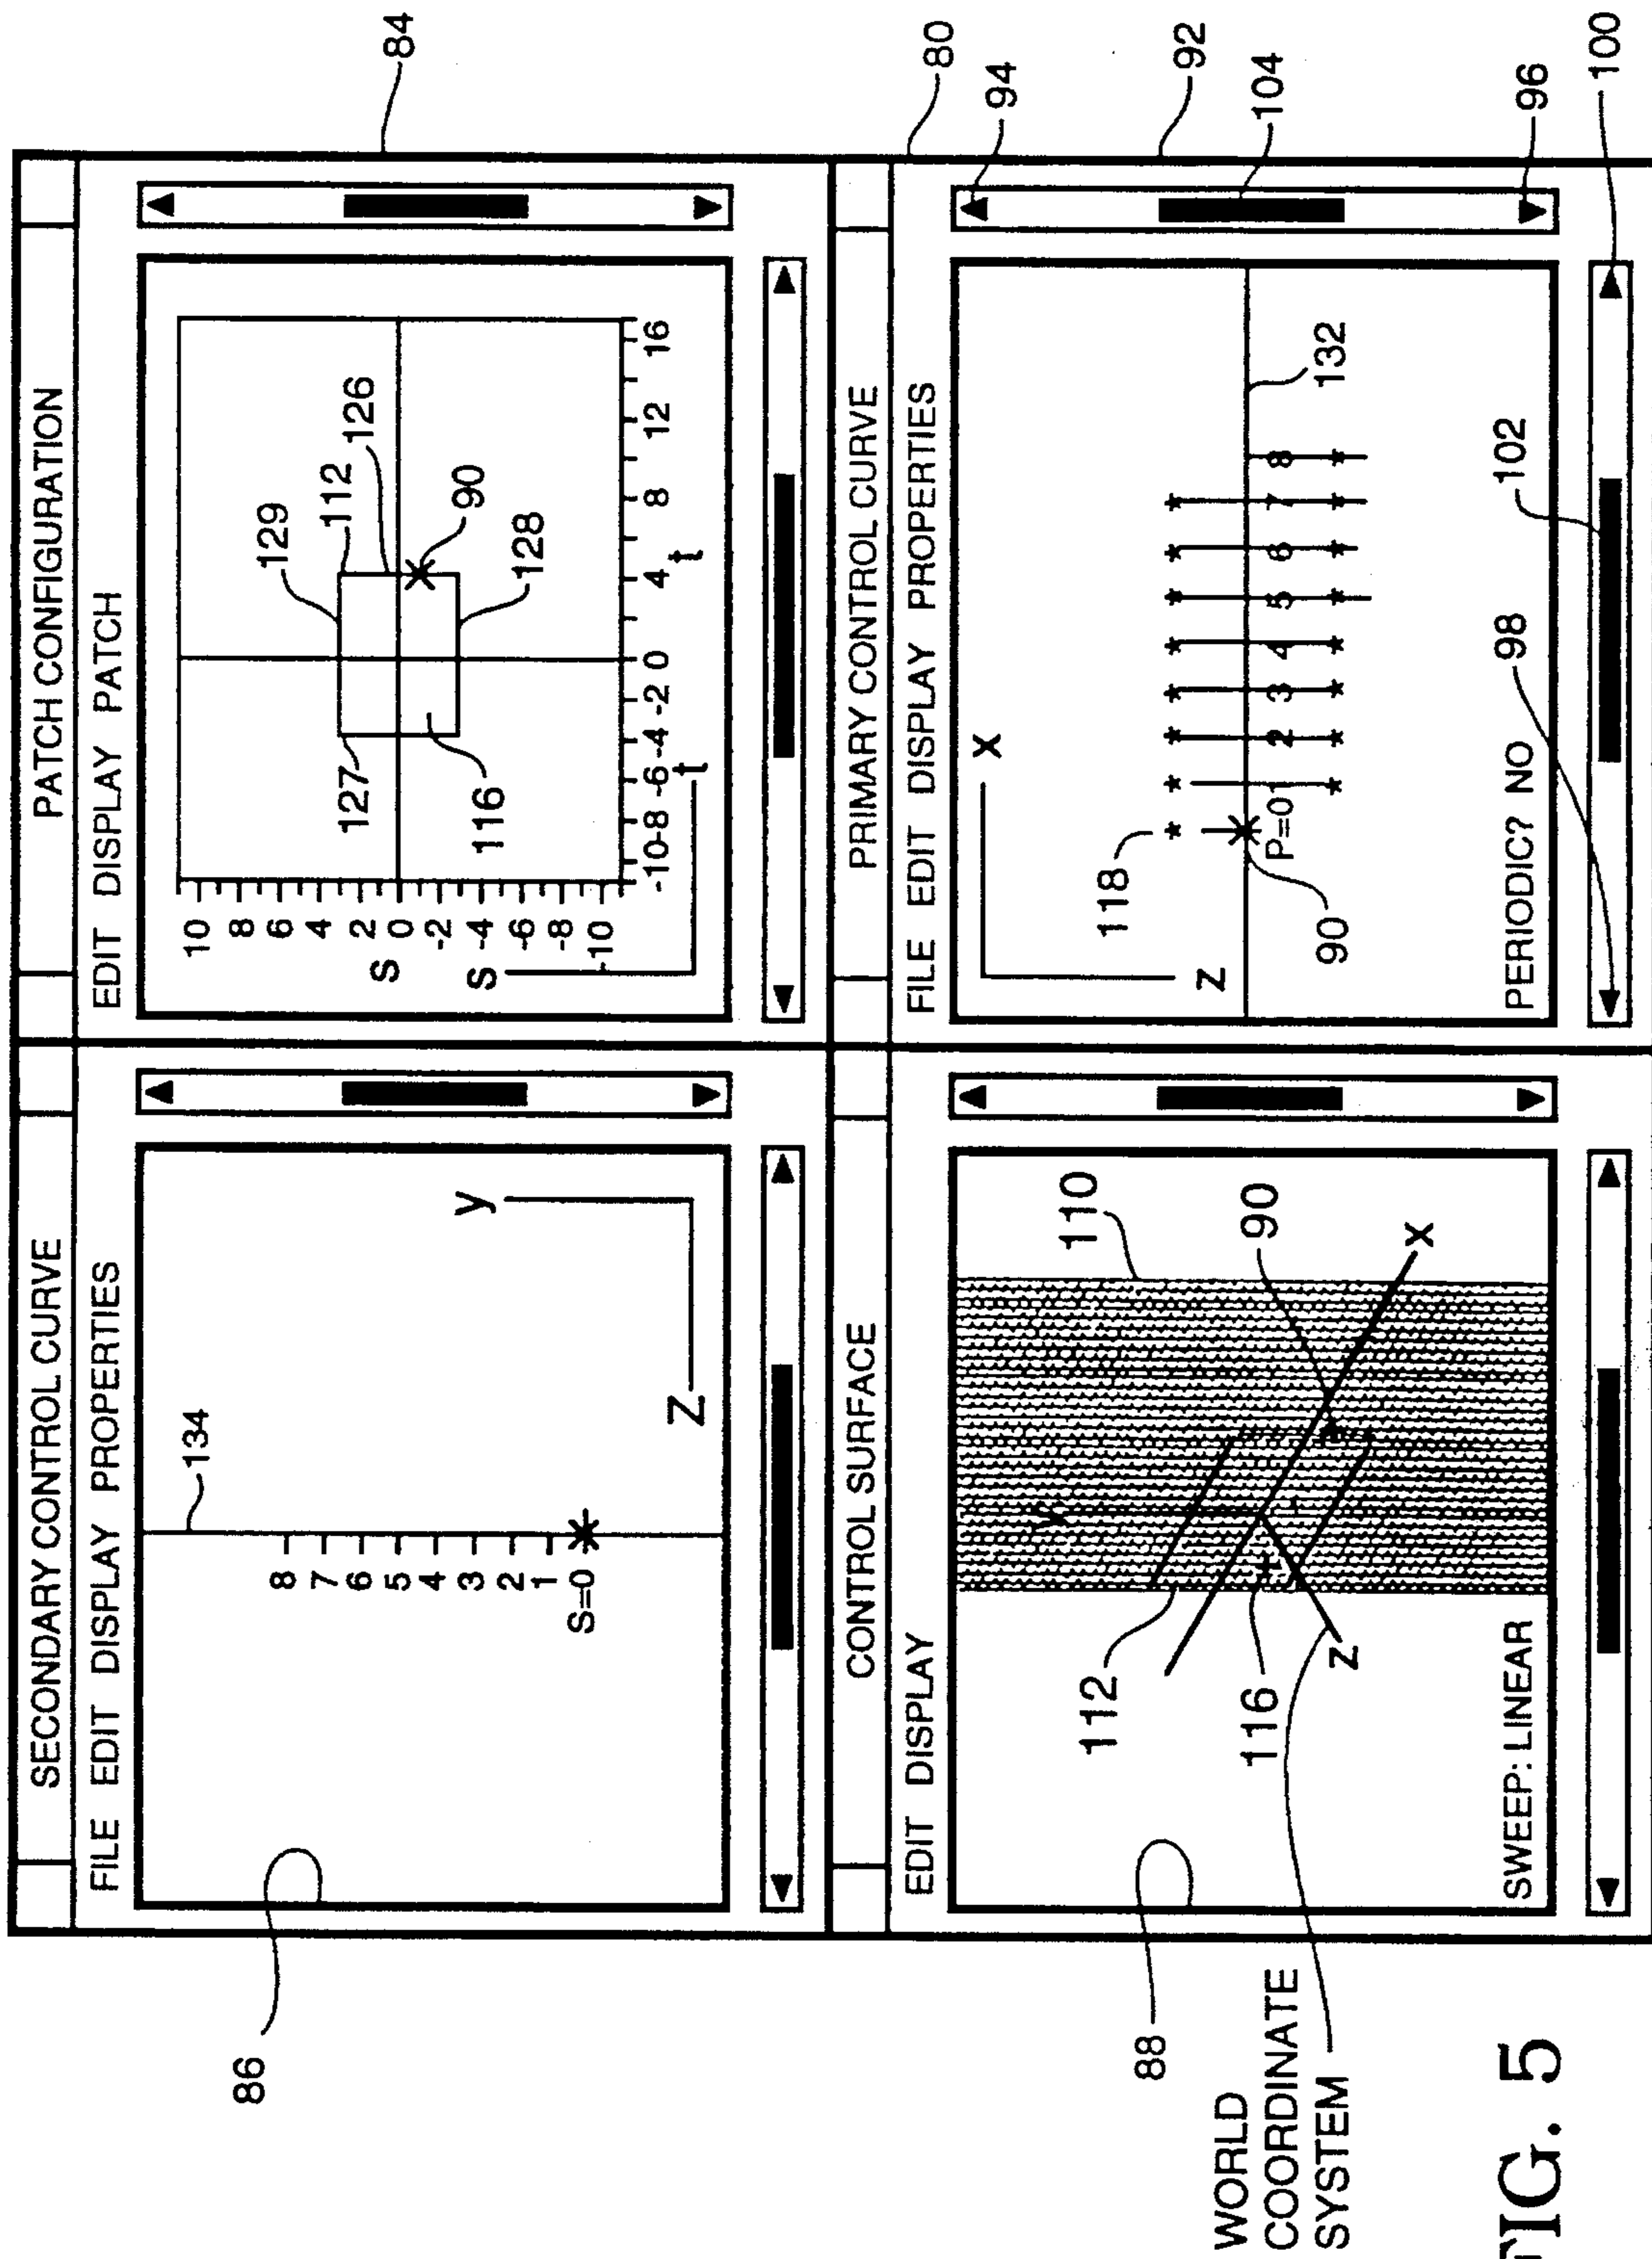 SECONDARY CONTROL CURVE
FILE EDIT DISPLAY PROPERTIES
134
8
7
6
5
4
3
2
1
S=0
y
Z
86
PATCH CONFIGURATION
EDIT DISPLAY PATCH
84
10
8
6
4
2
0
-2
-4
-6
-8
-10
S
S
129
112
126
90
127
116
128
-10 -8 -6 -4 -2 0 4 8 12 16
t
t
CONTROL SURFACE
EDIT DISPLAY
110
90
112
116
X
Z
SWEEP: LINEAR
88
WORLD
COORDINATE
SYSTEM
PRIMARY CONTROL CURVE
FILE EDIT DISPLAY PROPERTIES
80
92
94
104
96
100
X
Z
118
P=0 1 2 3 4 5 6 7 8
90
132
PERIODIC? NO
98
102
FIG. 5